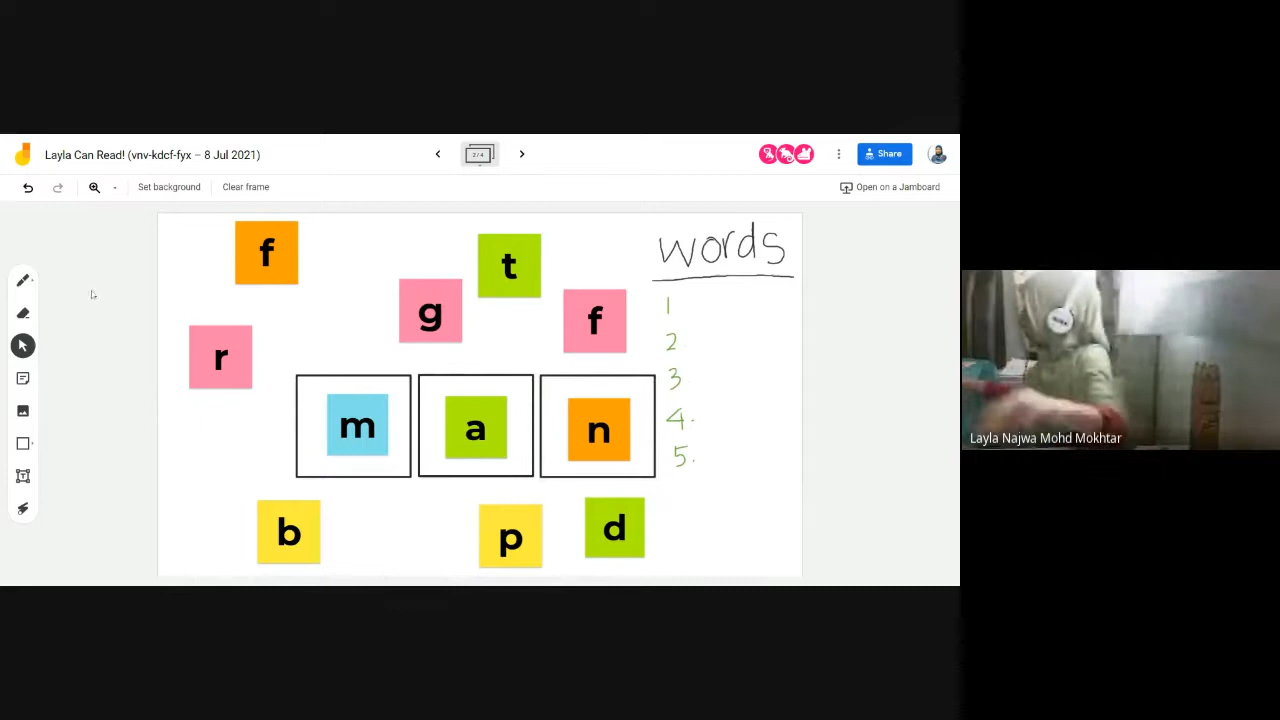 Layla Can Read! (vnv-kdcf-fyx – 8 Jul 2021)
2/4
Share
Set background
Clear frame
Open on a Jamboard
f
t
words
g
f
1
r
2
3
m
a
n
4.
5.
b
p
d
Layla Najwa Mohd Mokhtar